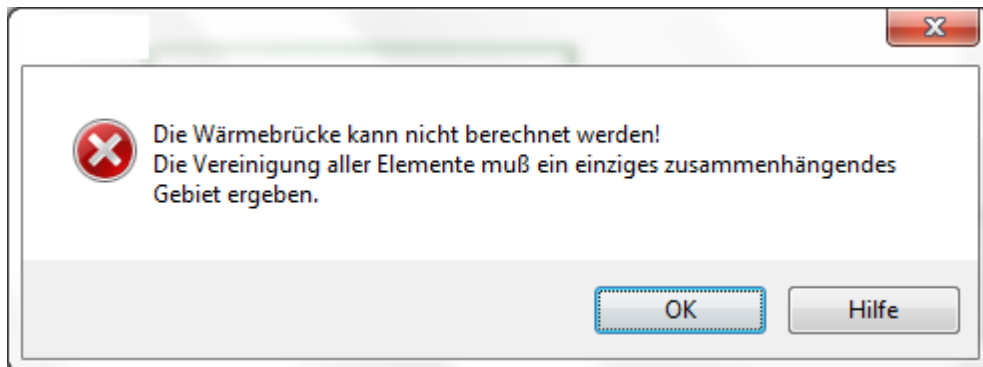 Die Wärmebrücke kann nicht berechnet werden!
Die Vereinigung aller Elemente muß ein einziges zusammenhängendes
Gebiet ergeben.
OK
Hilfe